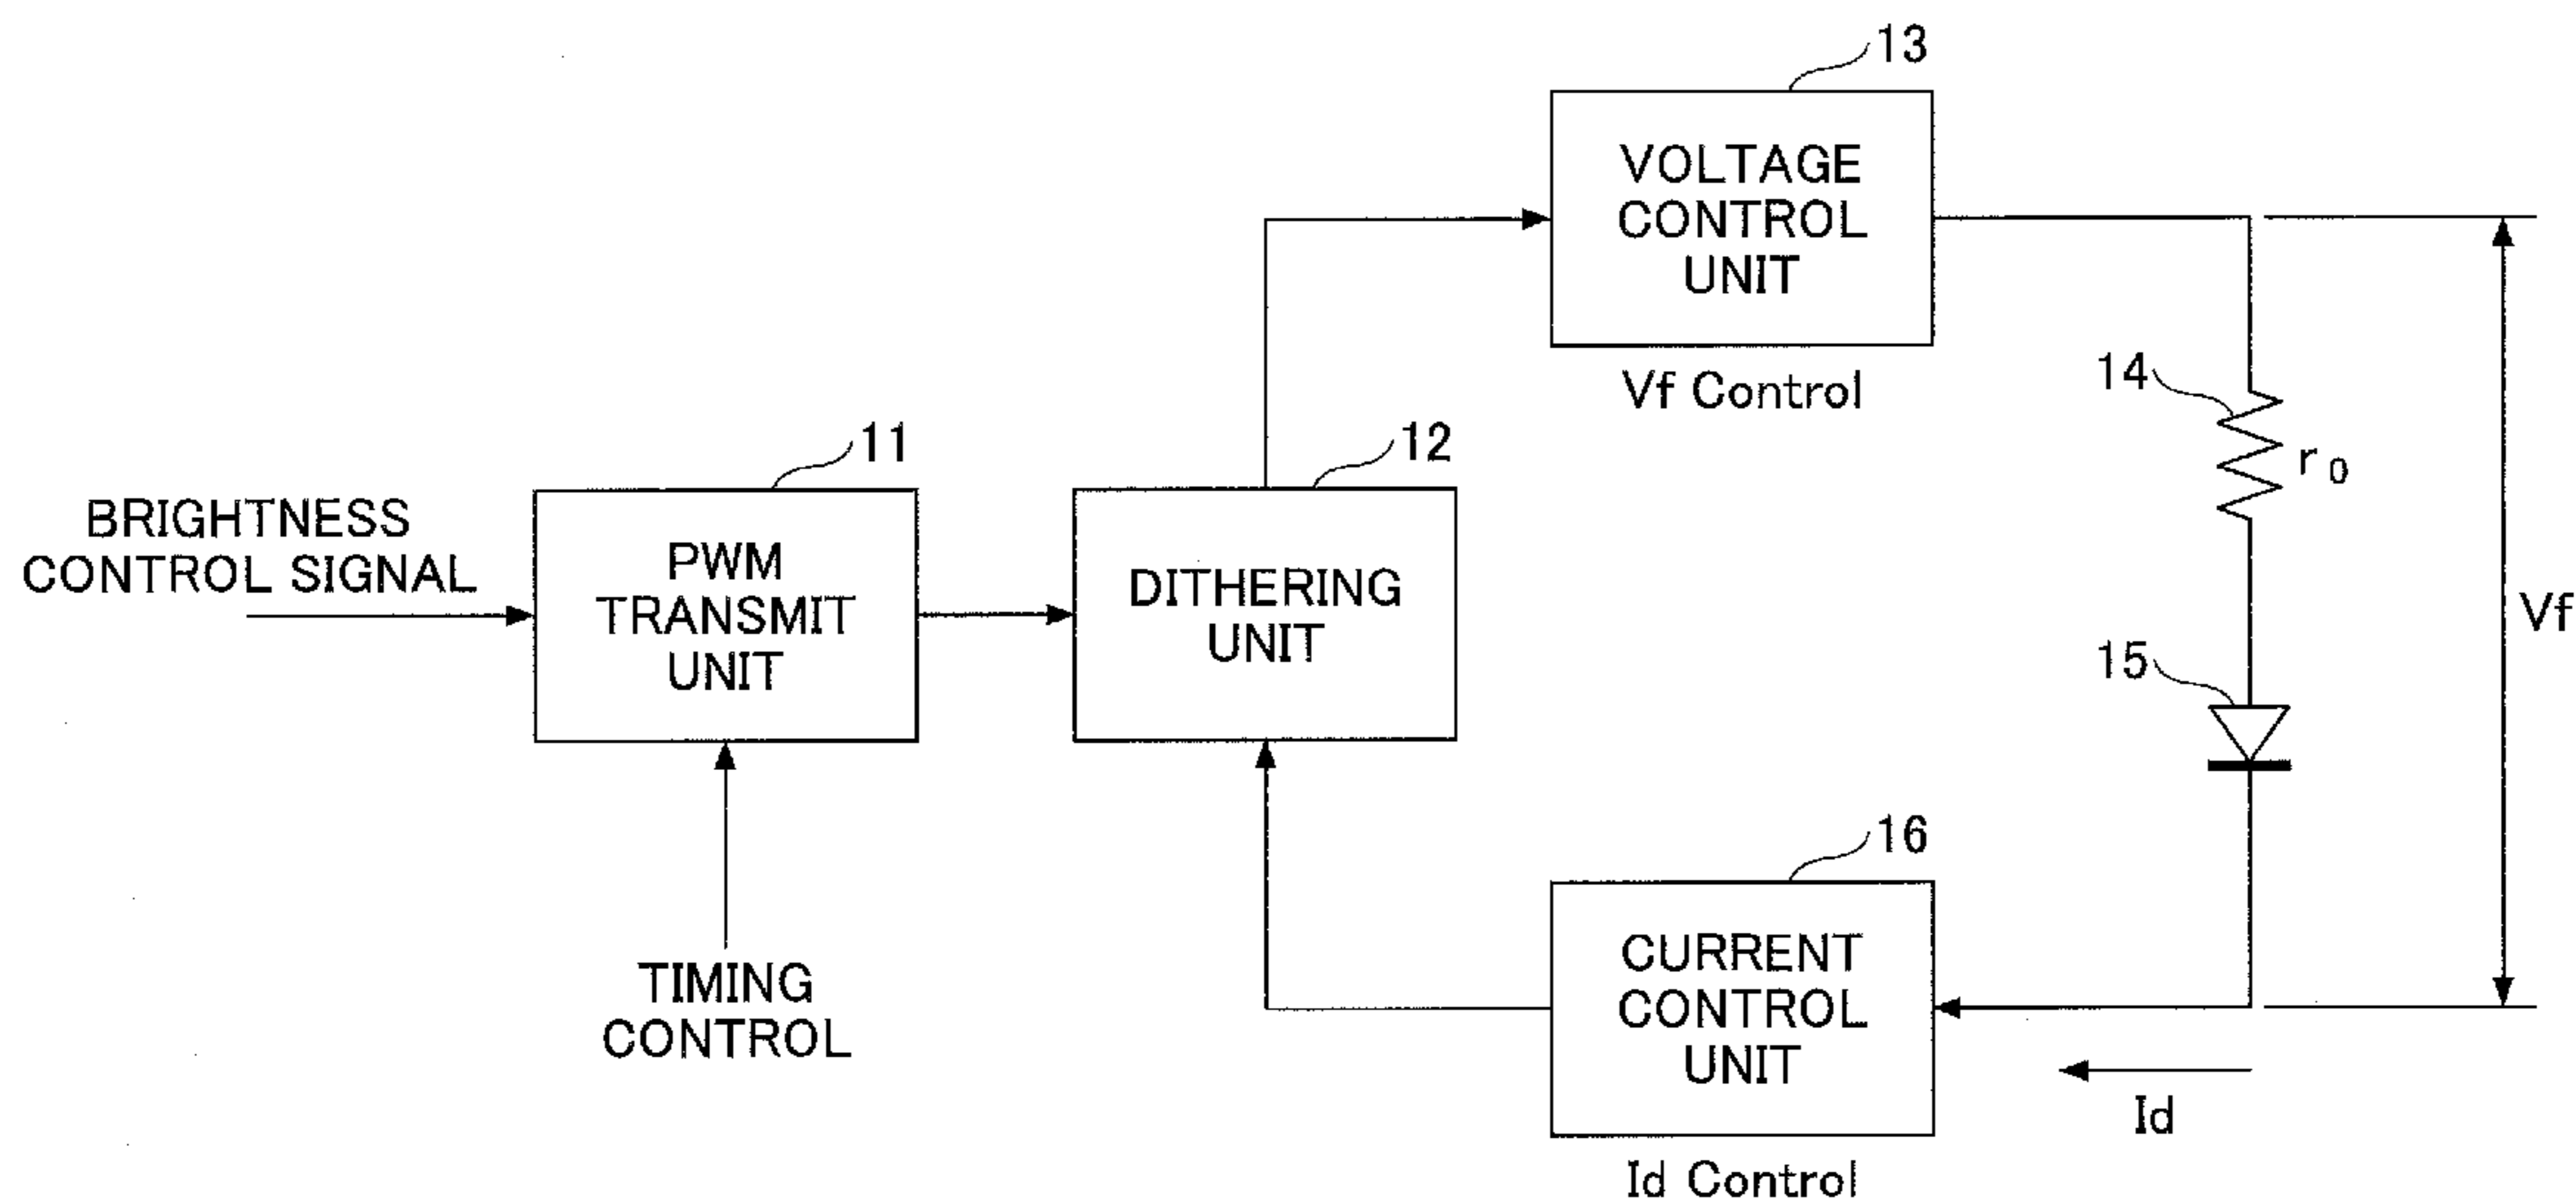 13
VOLTAGE
CONTROL
UNIT
Vf Control
14
r0
11
12
BRIGHTNESS
CONTROL SIGNAL
PWM
TRANSMIT
UNIT
DITHERING
UNIT
Vf
15
16
TIMING
CONTROL
CURRENT
CONTROL
UNIT
Id
Id Control